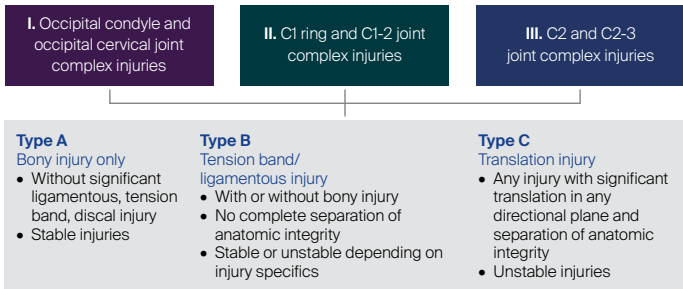 I. Occipital condyle and
occipital cervical joint
complex injuries
II. C1 ring and C1-2 joint
complex injuries
III. C2 and C2-3
joint complex injuries
Type A
Bony injury only
• Without significant
ligamentous, tension
band, discal injury
• Stable injuries
Type B
Tension band/
ligamentous injury
• With or without bony injury
• No complete separation of
anatomic integrity
• Stable or unstable depending on
injury specifics
Type C
Translation injury
• Any injury with significant
translation in any
directional plane and
separation of anatomic
integrity
• Unstable injuries